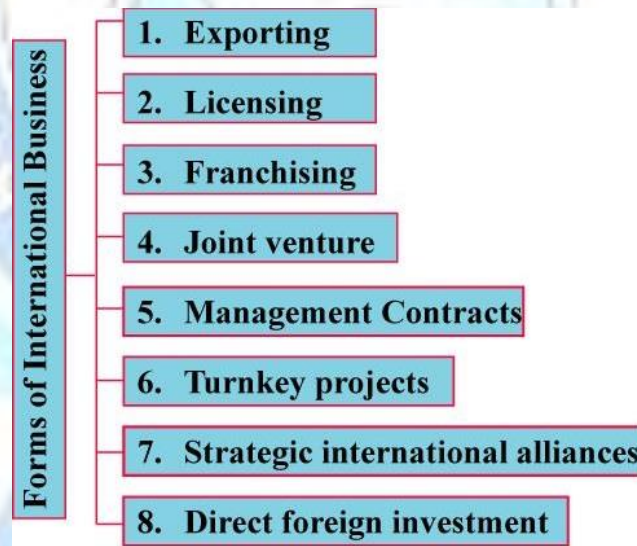 Forms of International Business
1. Exporting
2. Licensing
3. Franchising
4. Joint venture
5. Management Contracts
6. Turnkey projects
7. Strategic international alliances
8. Direct foreign investment